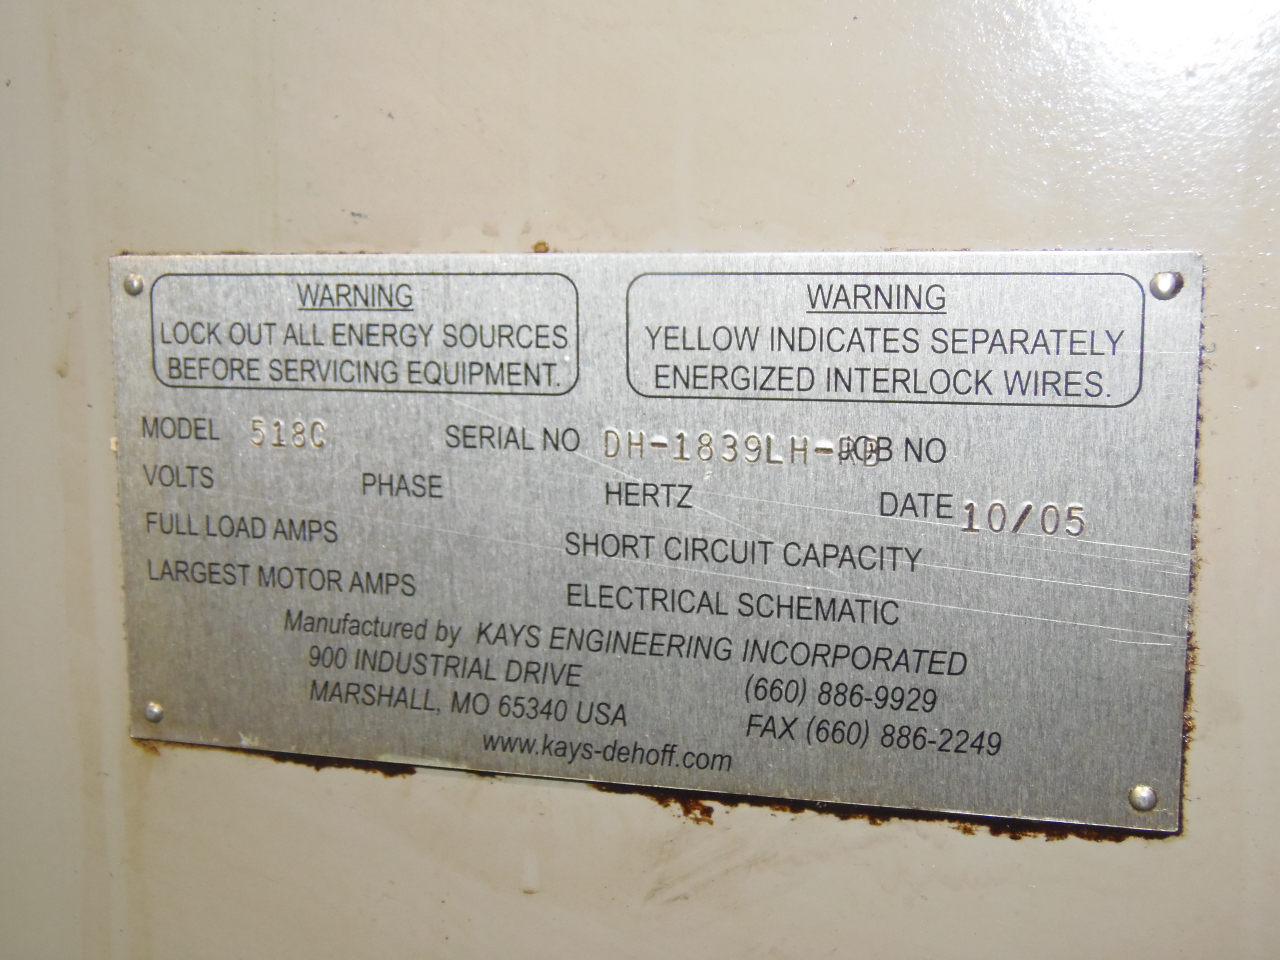 WARNING
LOCK OUT ALL ENERGY SOURCES
BEFORE SERVICING EQUIPMENT.
WARNING
YELLOW INDICATES SEPARATELY
ENERGIZED INTERLOCK WIRES.
MODEL 518C SERIAL NO DH-1839LH-RB JOB NO
VOLTS PHASE HERTZ DATE 10/05
FULL LOAD AMPS SHORT CIRCUIT CAPACITY
LARGEST MOTOR AMPS ELECTRICAL SCHEMATIC
Manufactured by KAYS ENGINEERING INCORPORATED
900 INDUSTRIAL DRIVE (660) 886-9929
MARSHALL, MO 65340 USA FAX (660) 886-2249
www.kays-dehoff.com